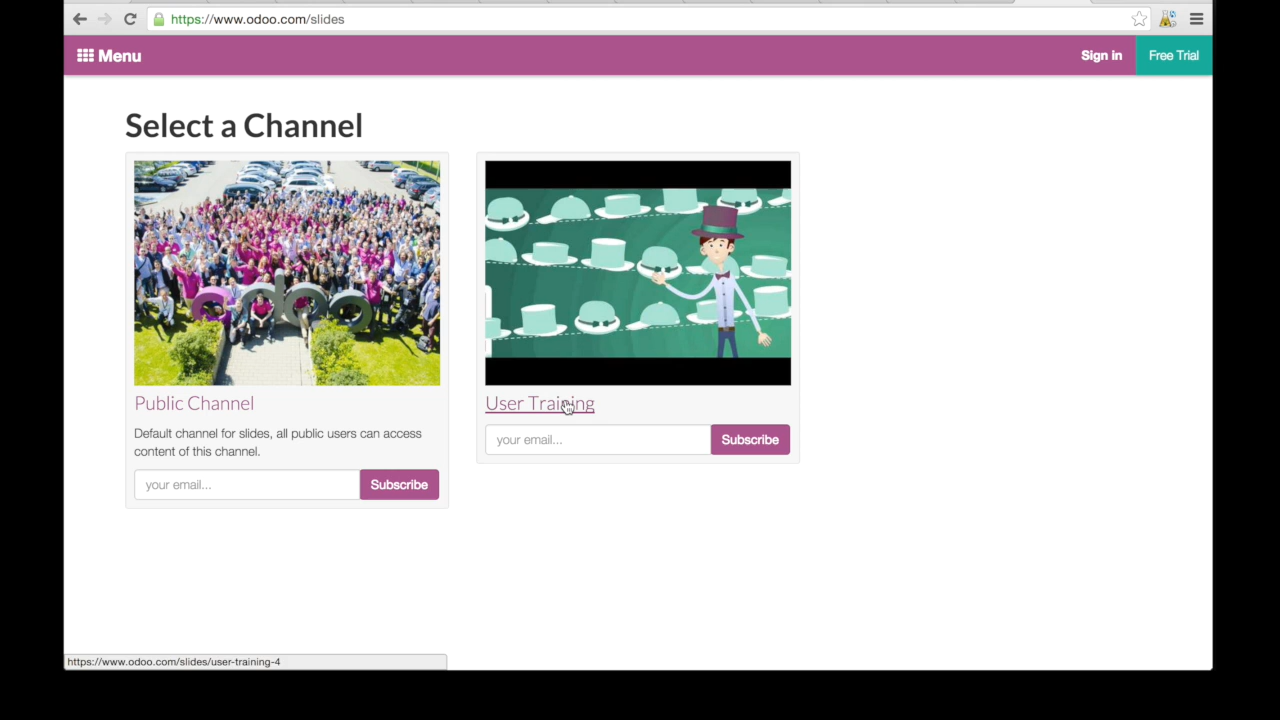 https://www.odoo.com/slides
Menu
Sign in
Free Trial
Select a Channel
odoo
Public Channel
Default channel for slides, all public users can access
content of this channel.
your email...
Subscribe
User Training
your email...
Subscribe
https://www.odoo.com/slides/user-training-4